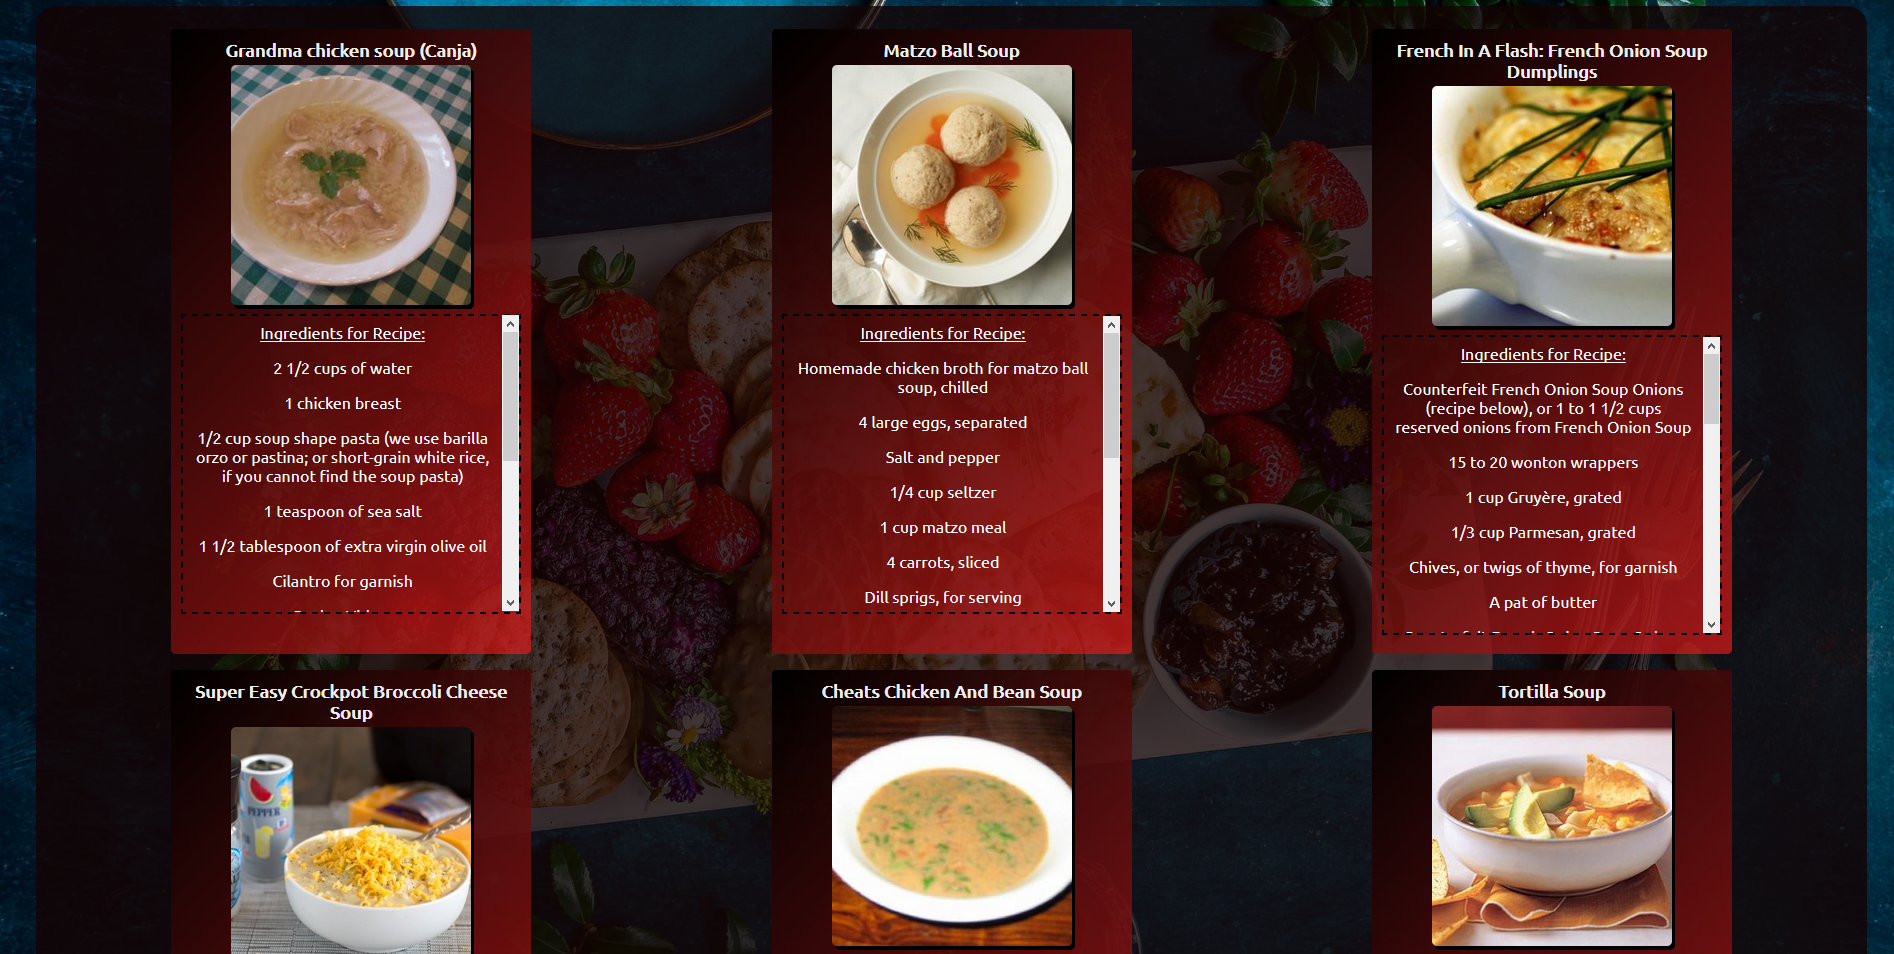 Grandma chicken soup (Canja)
Ingredients for Recipe:
2 1/2 cups of water
1 chicken breast
1/2 cup soup shape pasta (we use barilla
orzo or pastina; or short-grain white rice,
if you cannot find the soup pasta)
1 teaspoon of sea salt
1 1/2 tablespoon of extra virgin olive oil
Cilantro for garnish
Matzo Ball Soup
Ingredients for Recipe:
Homemade chicken broth for matzo ball
soup, chilled
4 large eggs, separated
Salt and pepper
1/4 cup seltzer
1 cup matzo meal
4 carrots, sliced
Dill sprigs, for serving
French In A Flash: French Onion Soup
Dumplings
Ingredients for Recipe:
Counterfeit French Onion Soup Onions
(recipe below), or 1 to 1 1/2 cups
reserved onions from French Onion Soup
15 to 20 wonton wrappers
1 cup Gruyère, grated
1/3 cup Parmesan, grated
Chives, or twigs of thyme, for garnish
A pat of butter
Super Easy Crockpot Broccoli Cheese
Soup
PEPPER
Cheats Chicken And Bean Soup
Tortilla Soup